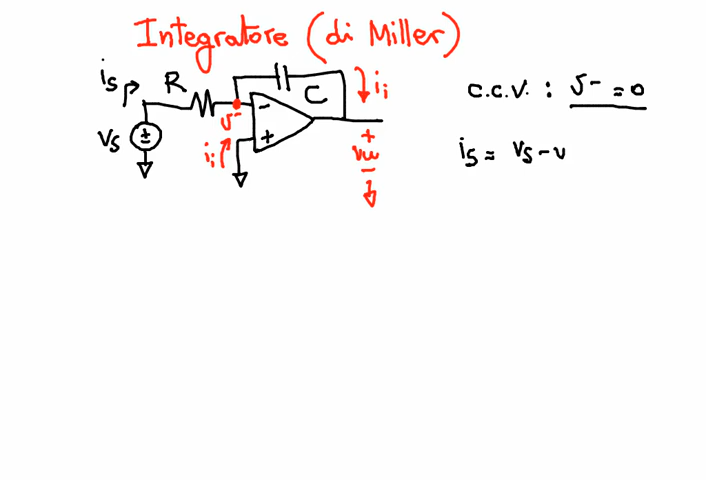 Integratore (di Miller)
is R C ii
v-
vs
ii
- +
± + vu -
c.c.v. : v- = 0
is = vs - v